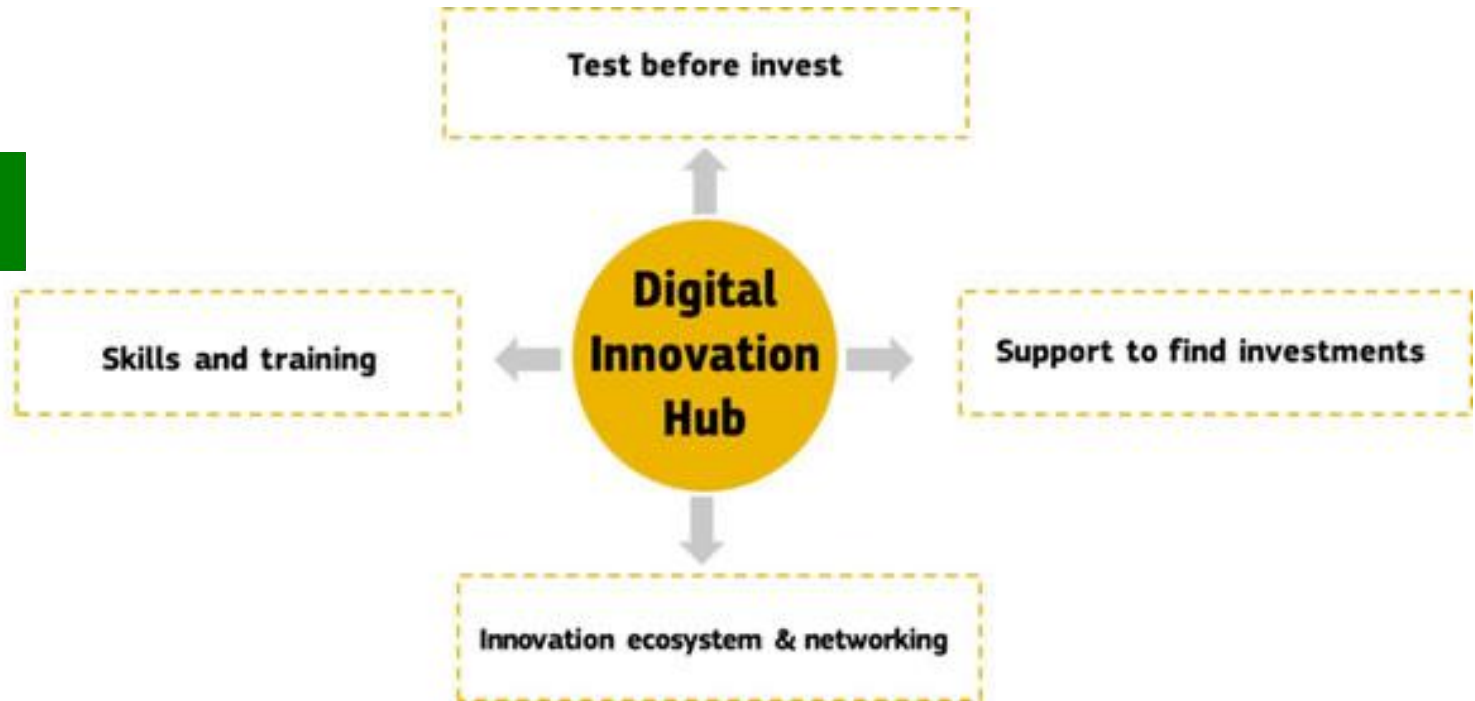 Test before invest
Digital
Innovation
Hub
Skills and training
Support to find investments
Innovation ecosystem & networking